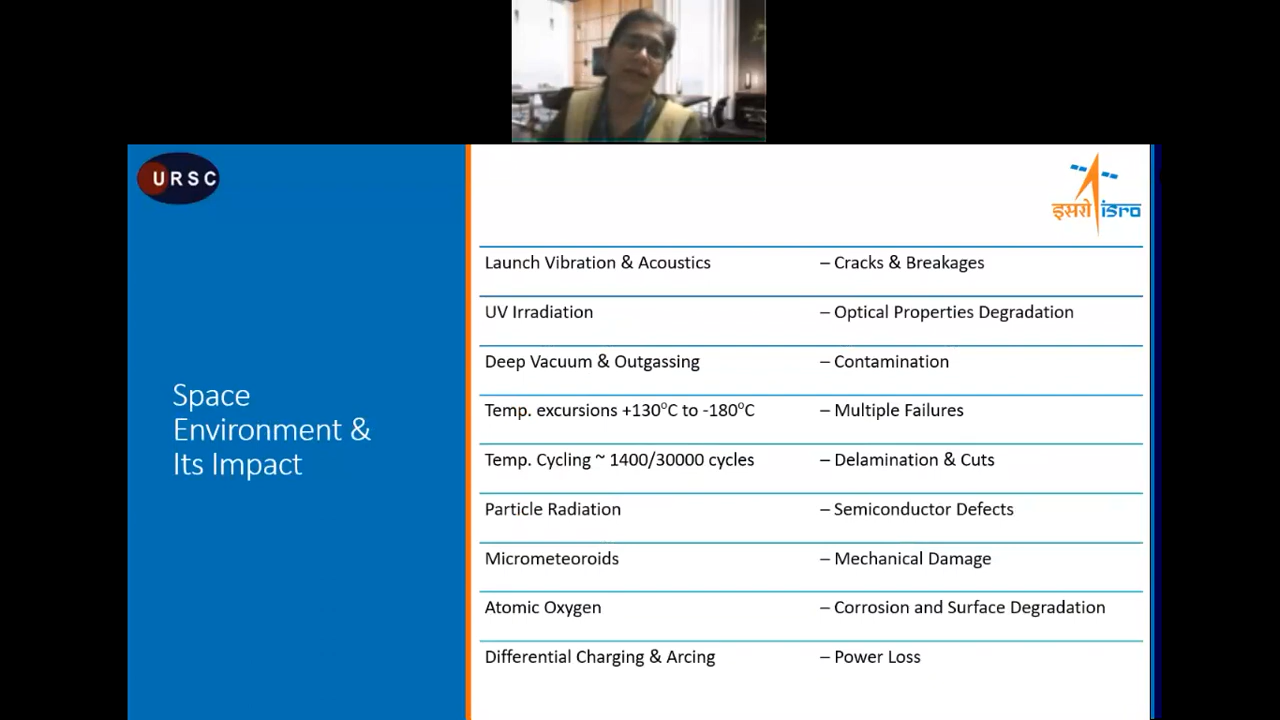 URSC
इसरो isro
Space
Environment &
Its Impact
Launch Vibration & Acoustics – Cracks & Breakages
UV Irradiation – Optical Properties Degradation
Deep Vacuum & Outgassing – Contamination
Temp. excursions +130°C to -180°C – Multiple Failures
Temp. Cycling ~ 1400/30000 cycles – Delamination & Cuts
Particle Radiation – Semiconductor Defects
Micrometeoroids – Mechanical Damage
Atomic Oxygen – Corrosion and Surface Degradation
Differential Charging & Arcing – Power Loss